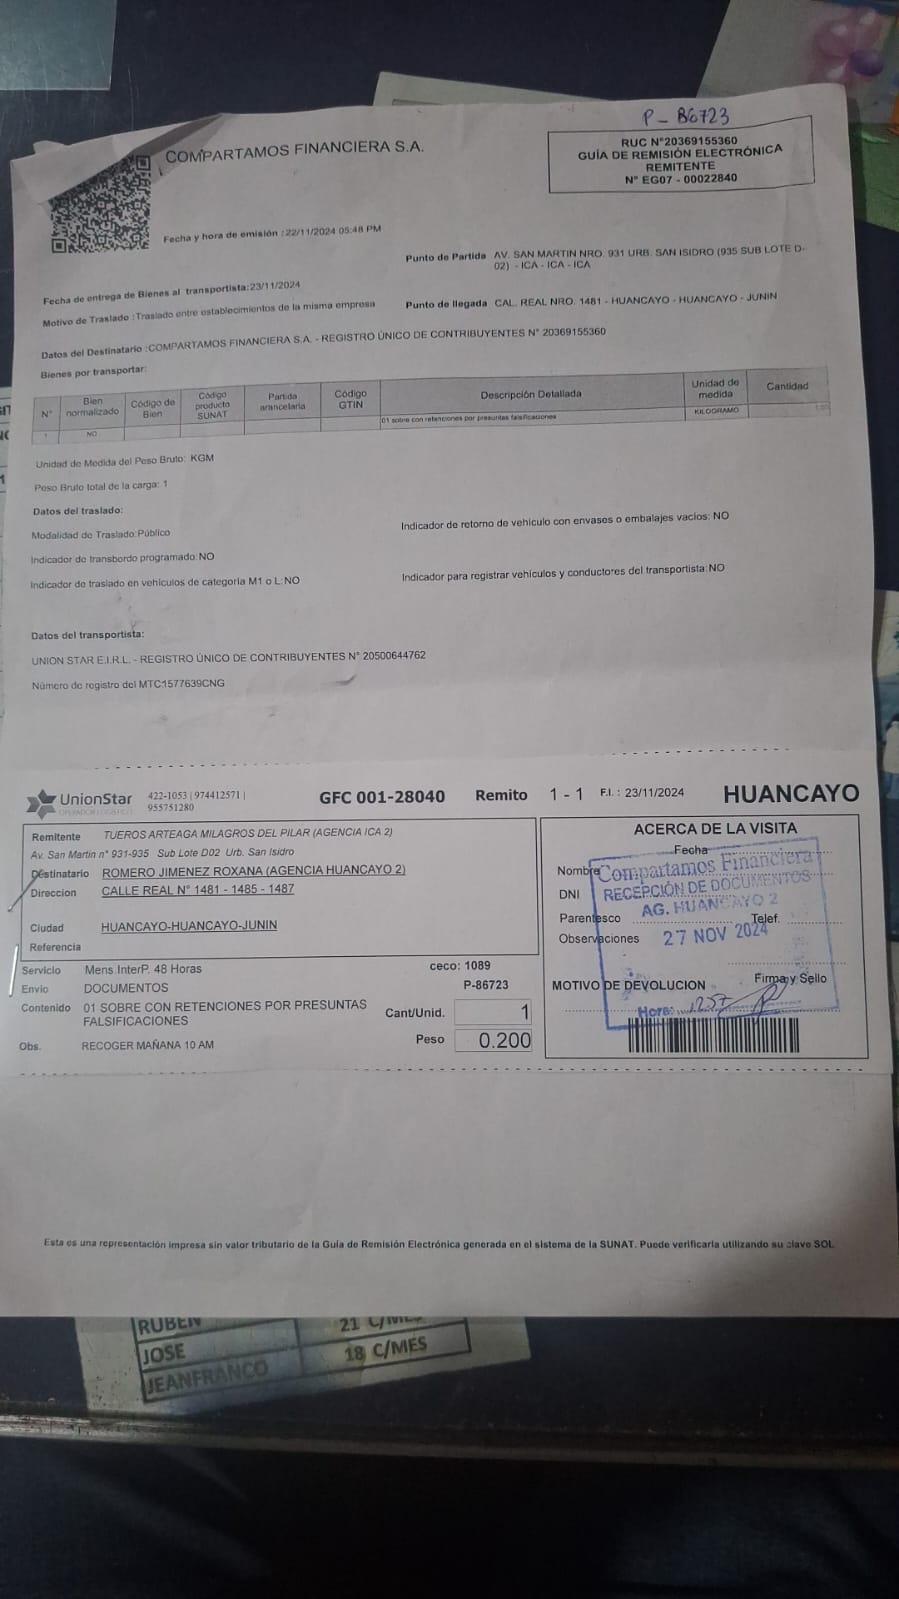 P - 86723
COMPARTAMOS FINANCIERA S.A.
RUC N°20369155360
GUÍA DE REMISIÓN ELECTRÓNICA
REMITENTE
N° EG07 - 00022840
Fecha y hora de emisión :22/11/2024 05:48 PM
Punto de Partida AV. SAN MARTIN NRO. 931 URB. SAN ISIDRO (935 SUB LOTE D-
02) - ICA - ICA - ICA
Fecha de entrega de Bienes al transportista:23/11/2024
Motivo de Traslado :Traslado entre establecimientos de la misma empresa
Punto de llegada CAL. REAL NRO. 1481 - HUANCAYO - HUANCAYO - JUNIN
Datos del Destinatario :COMPARTAMOS FINANCIERA S.A. - REGISTRO ÚNICO DE CONTRIBUYENTES N° 20369155360
Bienes por transportar:
N° Bien normalizado Código de Bien Código producto SUNAT Partida arancelaria Código GTIN Descripción Detallada Unidad de medida Cantidad
1 NO 01 sobre con retenciones por presuntas falsificaciones KILOGRAMO
Unidad de Medida del Peso Bruto: KGM
Peso Bruto total de la carga: 1
Datos del traslado:
Modalidad de Traslado:Público
Indicador de retorno de vehículo con envases o embalajes vacíos: NO
Indicador de transbordo programado:NO
Indicador de traslado en vehículos de categoría M1 o L:NO
Indicador para registrar vehículos y conductores del transportista:NO
Datos del transportista:
UNION STAR E.I.R.L. - REGISTRO ÚNICO DE CONTRIBUYENTES N° 20500644762
Número de registro del MTC1577639CNG
UnionStar
422-1053 | 974412571 |
955751280
GFC 001-28040
Remito 1 - 1
F.I. : 23/11/2024
HUANCAYO
Remitente TUEROS ARTEAGA MILAGROS DEL PILAR (AGENCIA ICA 2)
Av. San Martin n° 931-935 Sub Lote D02 Urb. San Isidro
Destinatario ROMERO JIMENEZ ROXANA (AGENCIA HUANCAYO 2)
Direccion CALLE REAL N° 1481 - 1485 - 1487
Ciudad HUANCAYO-HUANCAYO-JUNIN
Referencia
Servicio Mens.InterP. 48 Horas ceco: 1089
Envio DOCUMENTOS P-86723
Contenido 01 SOBRE CON RETENCIONES POR PRESUNTAS
FALSIFICACIONES
Cant/Unid. 1
Obs. RECOGER MAÑANA 10 AM
Peso 0.200
ACERCA DE LA VISITA
Fecha
Nombre
DNI
Parentesco Telef.
Observaciones
MOTIVO DE DEVOLUCION
Firma y Sello
Compartamos Financiera
RECEPCIÓN DE DOCUMENTOS
AG. HUANCAYO 2
27 NOV 2024
Hora: 1257
Esta es una representación impresa sin valor tributario de la Guía de Remisión Electrónica generada en el sistema de la SUNAT. Puede verificarla utilizando su clave SOL
RUBEN
JOSE 18 C/MES
JEANFRANCO